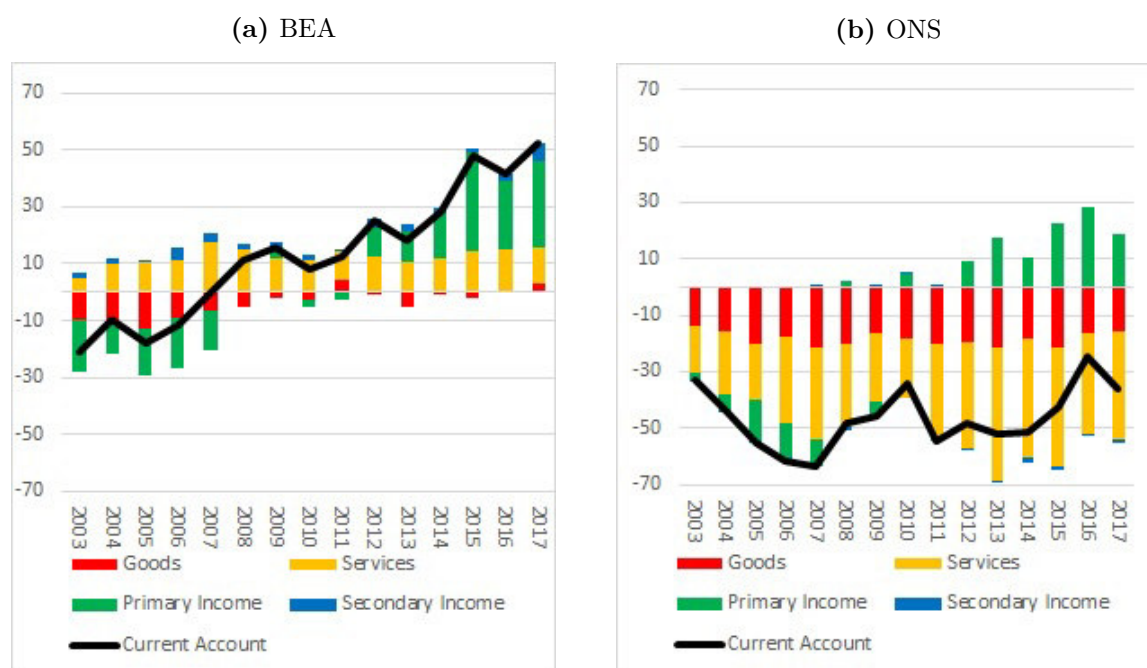 (a) BEA
70
50
30
10
-10
-30
-50
-70
2003 2004 2005 2006 2007 2008 2009 2010 2011 2012 2013 2014 2015 2016 2017
Goods Services
Primary Income Secondary Income
Current Account
(b) ONS
70
50
30
10
-10
-30
-50
-70
2003 2004 2005 2006 2007 2008 2009 2010 2011 2012 2013 2014 2015 2016 2017
Goods Services
Primary Income Secondary Income
Current Account